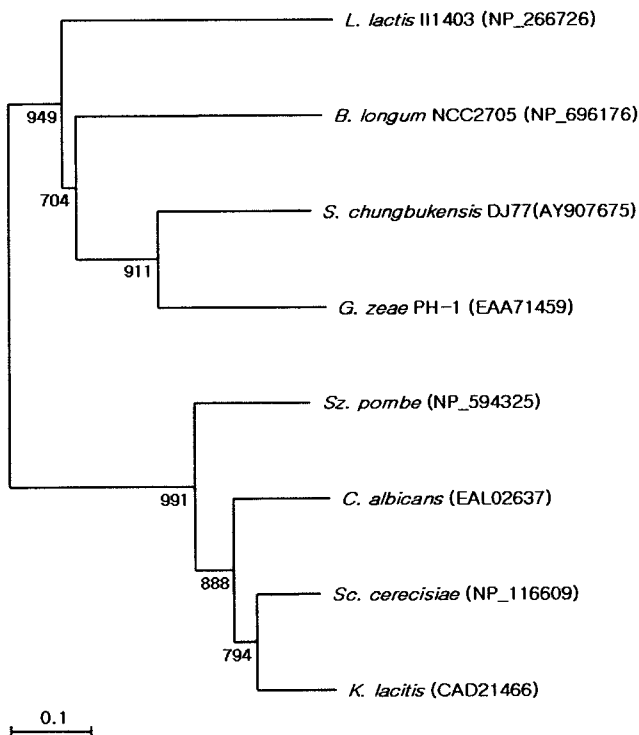 L. lactis Il1403 (NP_266726)
949
B. longum NCC2705 (NP_696176)
704
S. chungbukensis DJ77(AY907675)
911
G. zeae PH-1 (EAA71459)
Sz. pombe (NP_594325)
991
C. albicans (EAL02637)
888
Sc. cerecisiae (NP_116609)
794
K. lacitis (CAD21466)
0.1